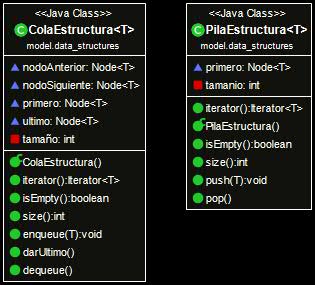 <<Java Class>>
ColaEstructura<T>
model.data_structures
nodoAnterior: Node<T>
nodoSiguiente: Node<T>
primero: Node<T>
ultimo: Node<T>
tamaño: int
ColaEstructura()
iterator():Iterator<T>
isEmpty():boolean
size():int
enqueue(T):void
darUltimo()
dequeue()
<<Java Class>>
PilaEstructura<T>
model.data_structures
primero: Node<T>
tamanio: int
iterator():Iterator<T>
PilaEstructura()
isEmpty():boolean
size():int
push(T):void
pop()